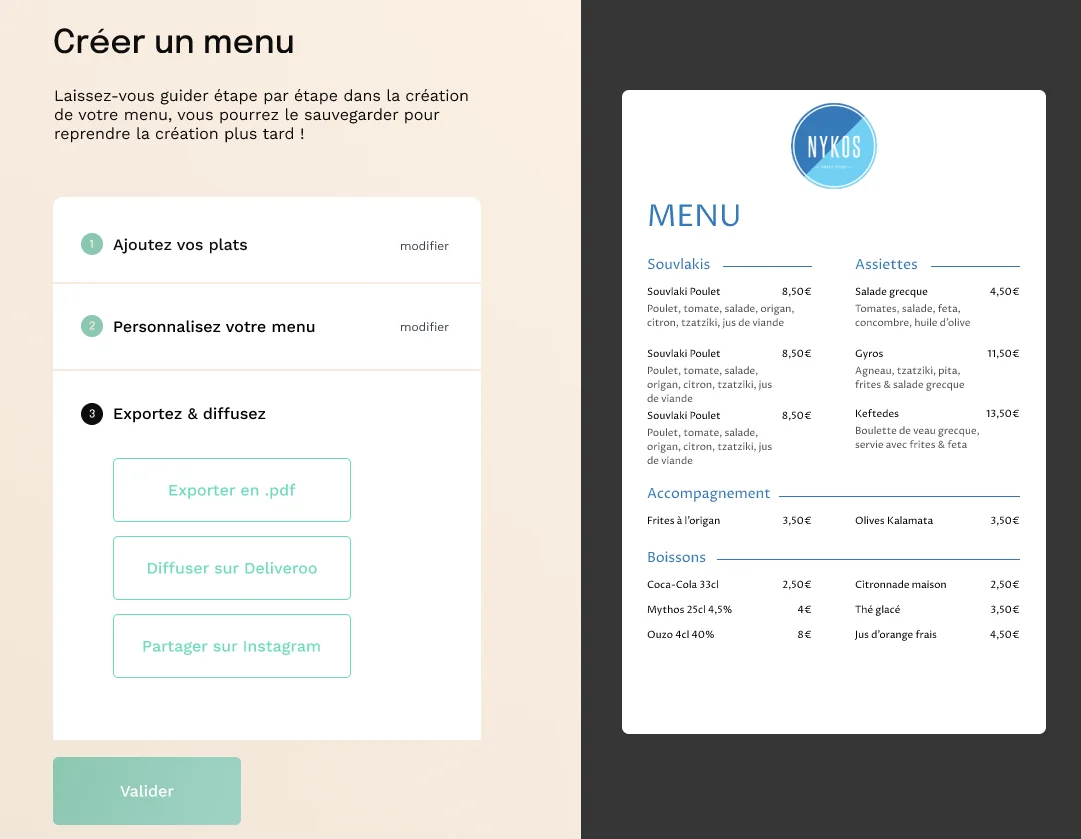 Créer un menu
Laissez-vous guider étape par étape dans la création
de votre menu, vous pourrez le sauvegarder pour
reprendre la création plus tard !
1 Ajoutez vos plats modifier
2 Personnalisez votre menu modifier
3 Exportez & diffusez
Exporter en .pdf
Diffuser sur Deliveroo
Partager sur Instagram
Valider
NYKOS
MENU
Souvlakis
Souvlaki Poulet 8,50€
Poulet, tomate, salade, origan,
citron, tzatziki, jus de viande
Souvlaki Poulet 8,50€
Poulet, tomate, salade,
origan, citron, tzatziki, jus
de viande
Souvlaki Poulet 8,50€
Poulet, tomate, salade,
origan, citron, tzatziki, jus
de viande
Assiettes
Salade grecque 4,50€
Tomates, salade, feta,
concombre, huile d'olive
Gyros 11,50€
Agneau, tzatziki, pita,
frites & salade grecque
Keftedes 13,50€
Boulette de veau grecque,
servie avec frites & feta
Accompagnement
Frites à l'origan 3,50€ Olives Kalamata 3,50€
Boissons
Coca-Cola 33cl 2,50€ Citronnade maison 2,50€
Mythos 25cl 4,5% 4€ Thé glacé 3,50€
Ouzo 4cl 40% 8€ Jus d'orange frais 4,50€